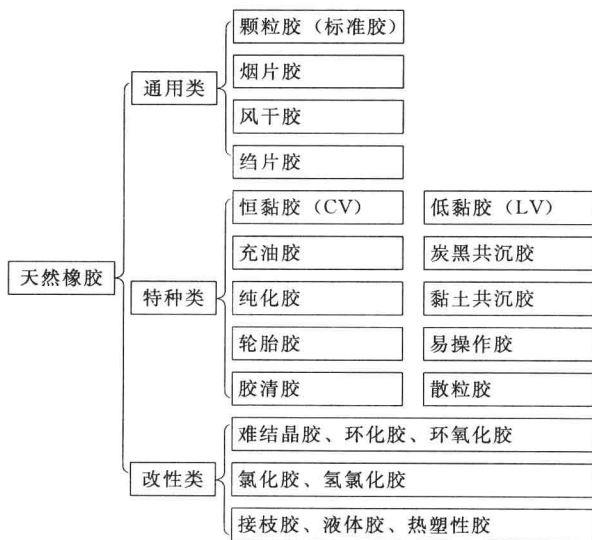 天然橡胶
通用类
颗粒胶（标准胶）
烟片胶
风干胶
绉片胶
特种类
恒黏胶（CV） 低黏胶（LV）
充油胶 炭黑共沉胶
纯化胶 黏土共沉胶
轮胎胶 易操作胶
胶清胶 散粒胶
改性类
难结晶胶、环化胶、环氧化胶
氯化胶、氢氯化胶
接枝胶、液体胶、热塑性胶